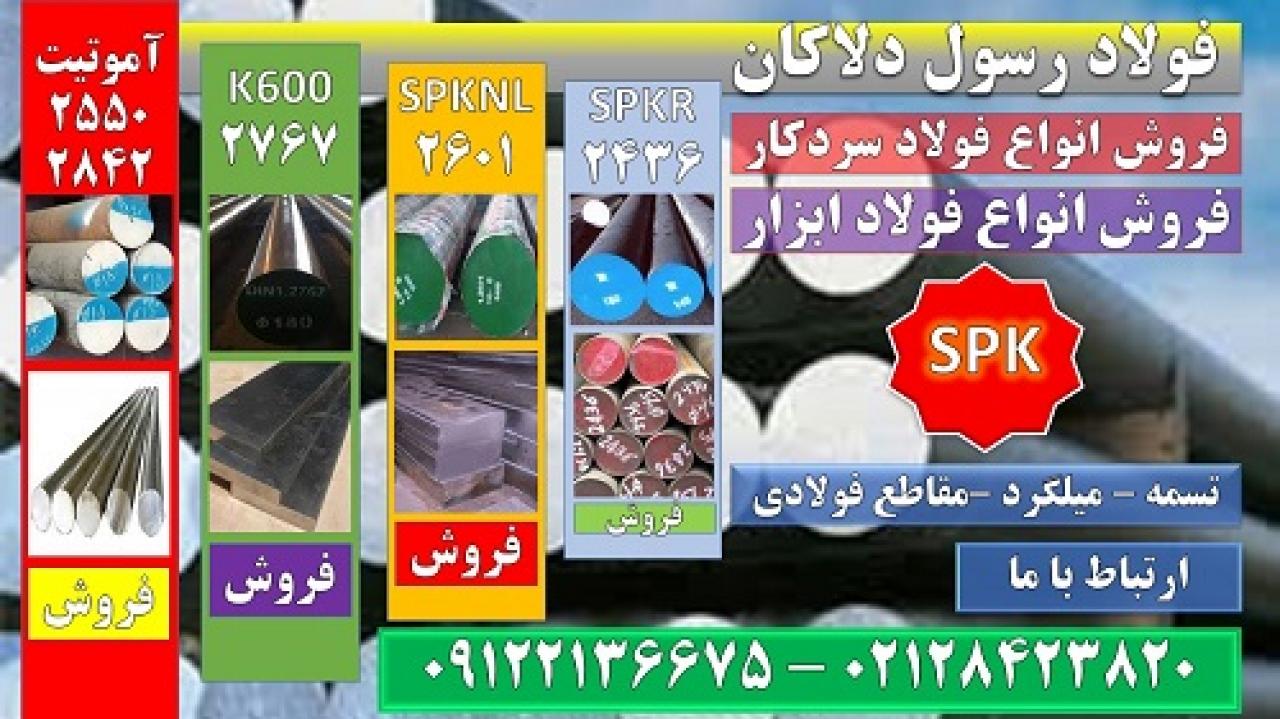 فولاد رسول دلاکان
فروش انواع فولاد سردکار
فروش انواع فولاد ابزار
SPK
تسمه – میلگرد –مقاطع فولادی
ارتباط با ما
۰۲۱۲۸۴۲۳۸۲۰ – ۰۹۱۲۲۱۳۶۶۷۵
SPKR
۲۴۳۶
فروش
SPKNL
۲۶۰۱
فروش
K600
۲۷۶۷
Φ180
فروش
آموتیت
۲۵۵۰
۲۸۴۲
فروش